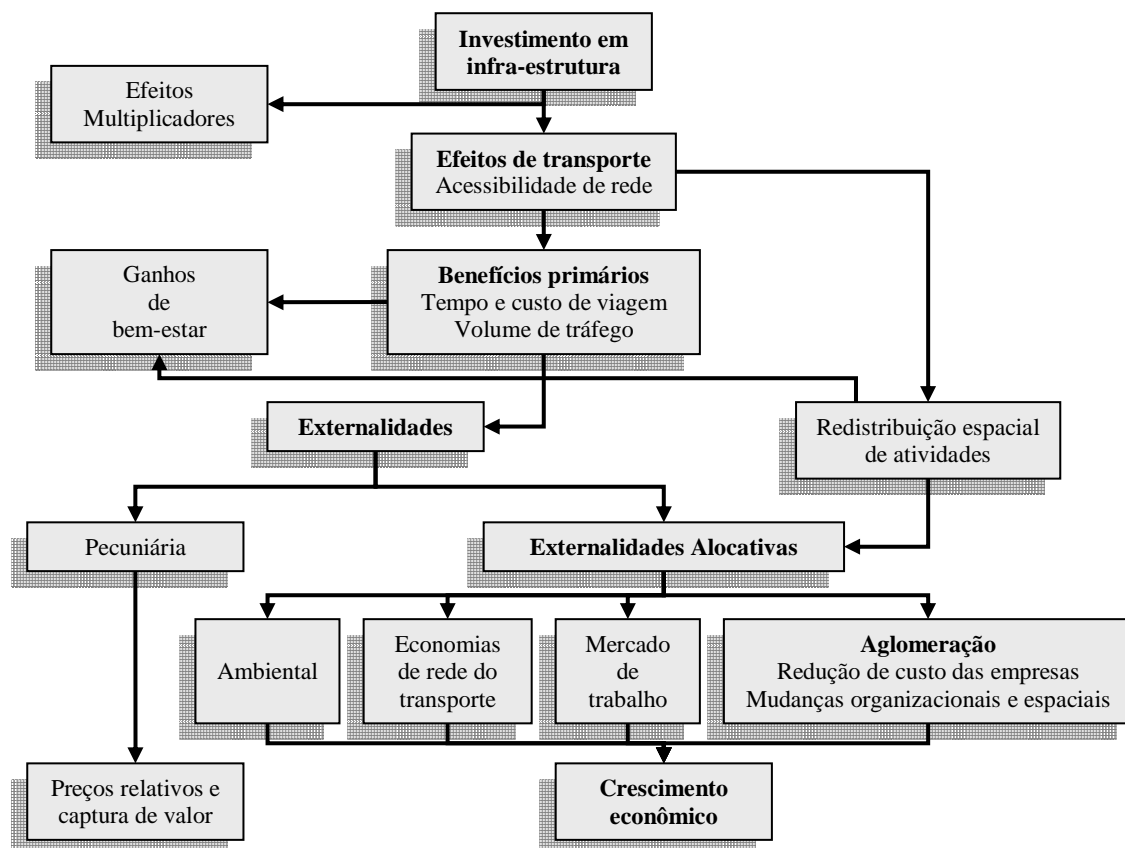 Investimento em
infra-estrutura
Efeitos
Multiplicadores
Efeitos de transporte
Acessibilidade de rede
Ganhos
de
bem-estar
Benefícios primários
Tempo e custo de viagem
Volume de tráfego
Externalidades
Redistribuição espacial
de atividades
Pecuniária
Externalidades Alocativas
Ambiental
Economias
de rede do
transporte
Mercado
de
trabalho
Aglomeração
Redução de custo das empresas
Mudanças organizacionais e espaciais
Preços relativos e
captura de valor
Crescimento
econômico